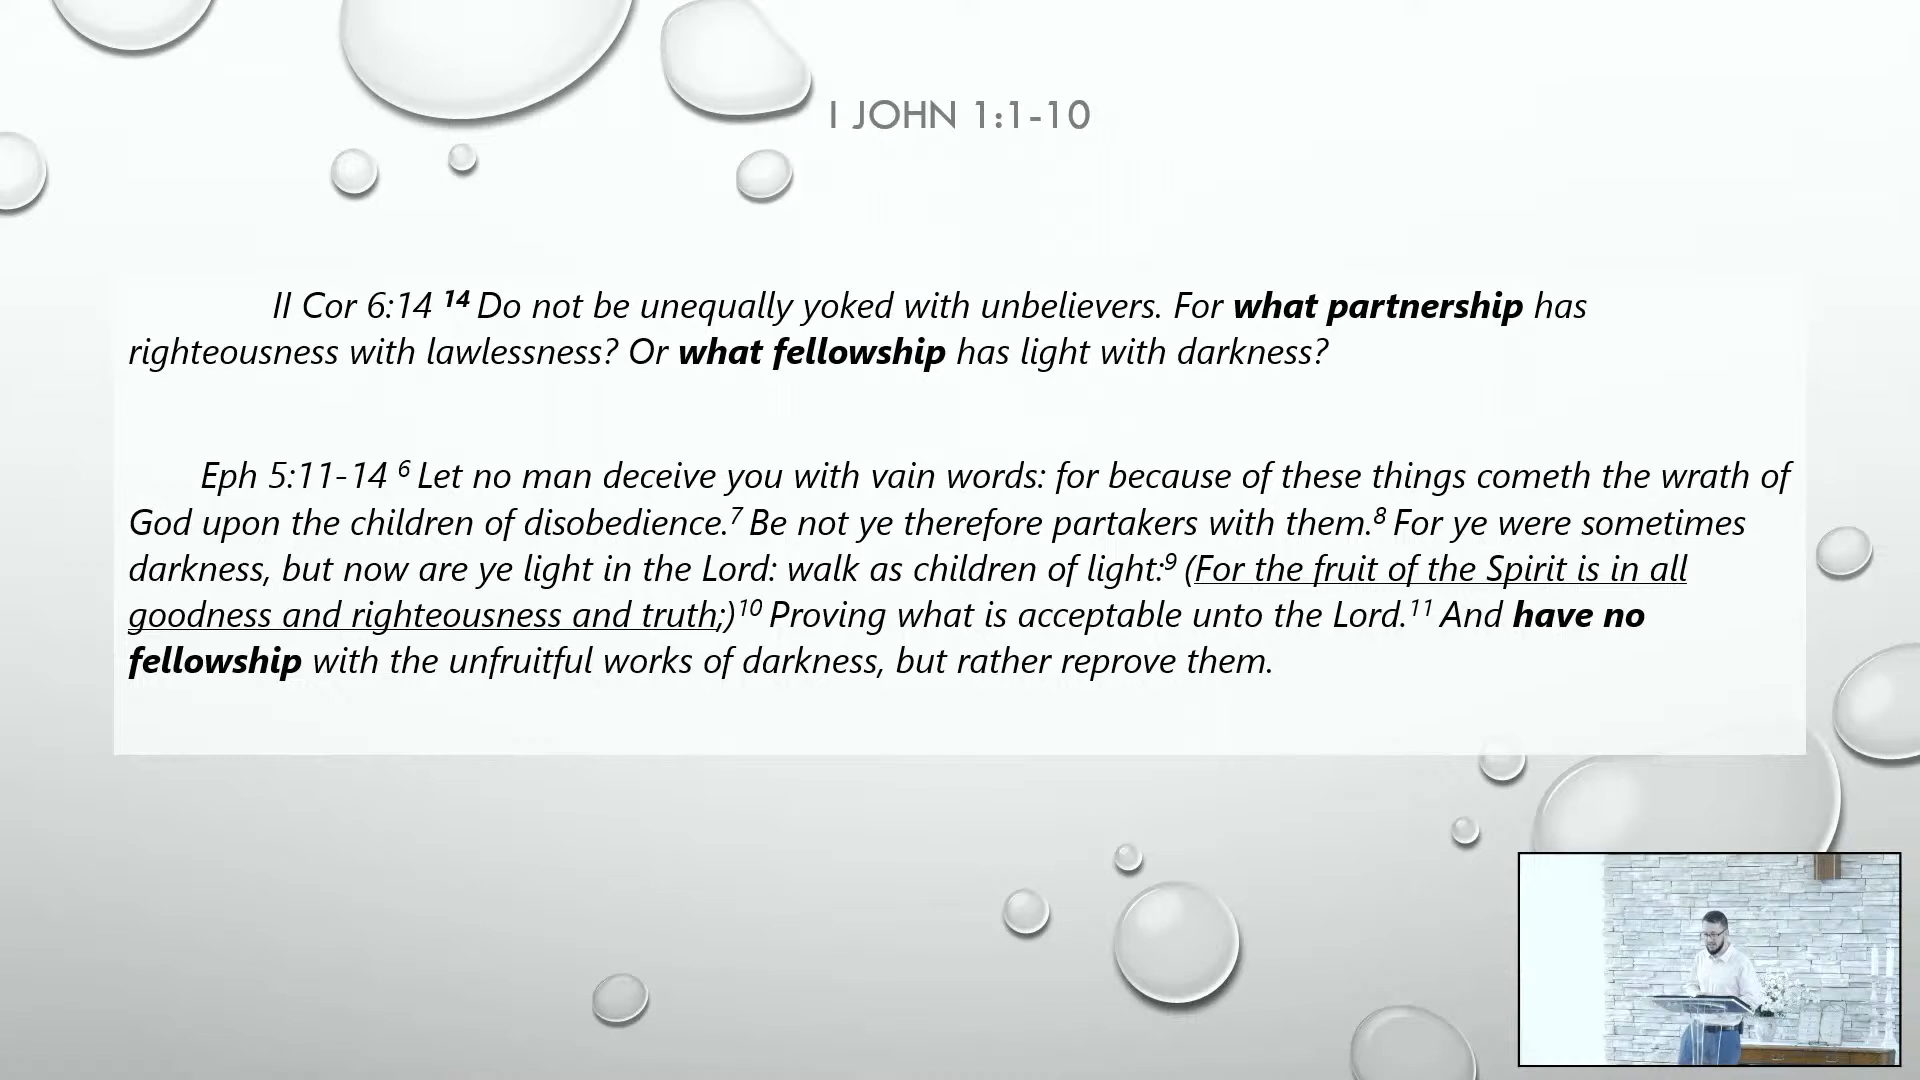 I JOHN 1:1-10
II Cor 6:14 14 Do not be unequally yoked with unbelievers. For what partnership has
righteousness with lawlessness? Or what fellowship has light with darkness?
Eph 5:11-14 6 Let no man deceive you with vain words: for because of these things cometh the wrath of
God upon the children of disobedience.7 Be not ye therefore partakers with them.8 For ye were sometimes
darkness, but now are ye light in the Lord: walk as children of light:9 (For the fruit of the Spirit is in all
goodness and righteousness and truth;)10 Proving what is acceptable unto the Lord.11 And have no
fellowship with the unfruitful works of darkness, but rather reprove them.